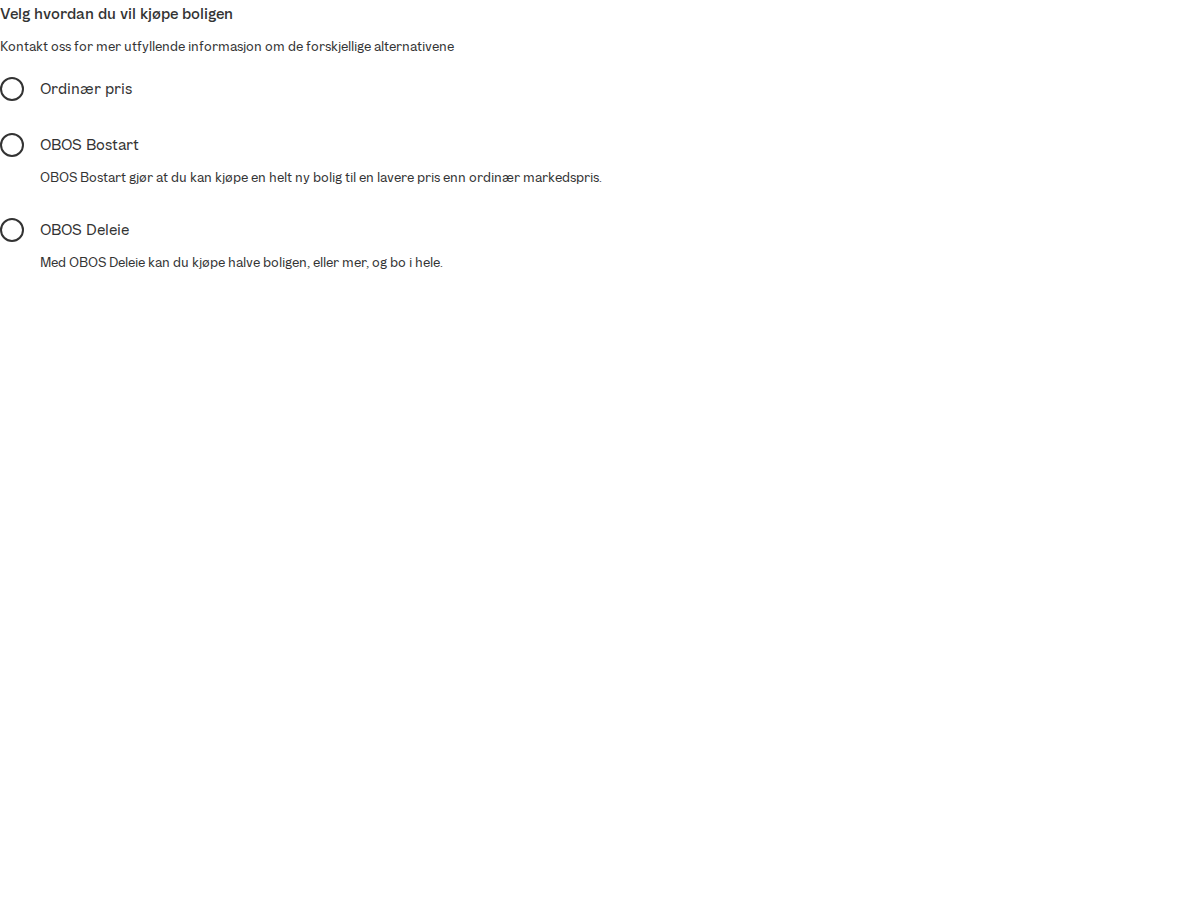 Velg hvordan du vil kjøpe boligen
Kontakt oss for mer utfyllende informasjon om de forskjellige alternativene
Ordinær pris
OBOS Bostart
OBOS Bostart gjør at du kan kjøpe en helt ny bolig til en lavere pris enn ordinær markedspris.
OBOS Deleie
Med OBOS Deleie kan du kjøpe halve boligen, eller mer, og bo i hele.